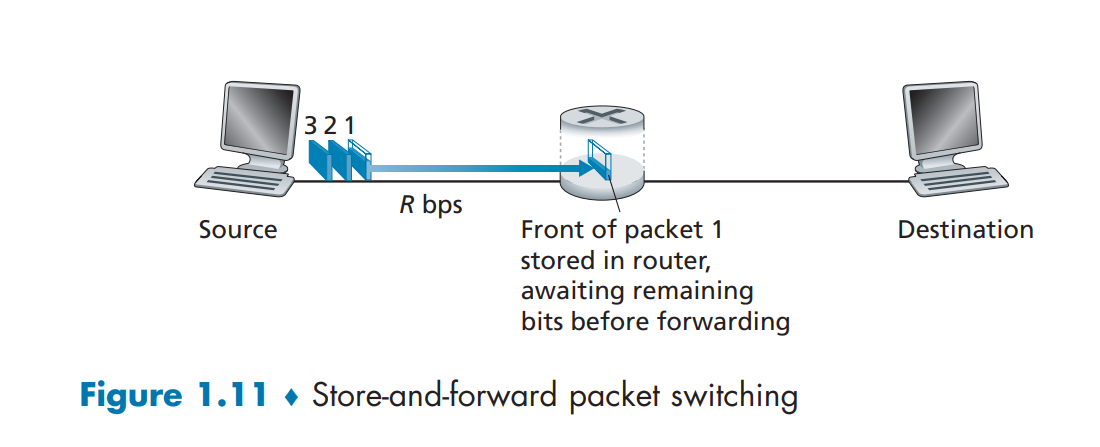 3 2 1
R bps
Source
Front of packet 1
stored in router,
awaiting remaining
bits before forwarding
Destination
Figure 1.11 ♦ Store-and-forward packet switching